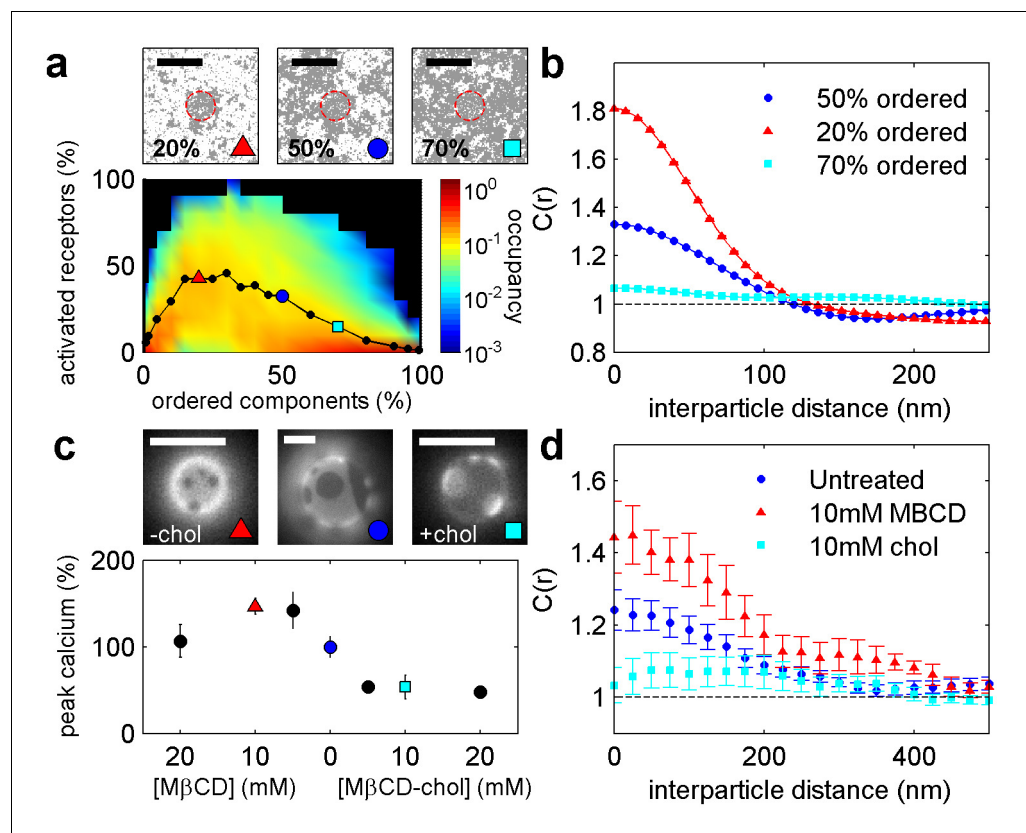 a
20%
50%
70%
activated receptors (%)
100
50
0
0
50
100
ordered components (%)
10⁰
10⁻¹
10⁻²
10⁻³
occupancy
b
50% ordered
20% ordered
70% ordered
C(r)
1.8
1.6
1.4
1.2
1
0.8
0
100
200
interparticle distance (nm)
c
-chol
+chol
peak calcium (%)
200
100
0
20
10
0
10
20
[MβCD] (mM)
[MβCD-chol] (mM)
d
Untreated
10mM MBCD
10mM chol
C(r)
1.6
1.4
1.2
1
0
200
400
interparticle distance (nm)